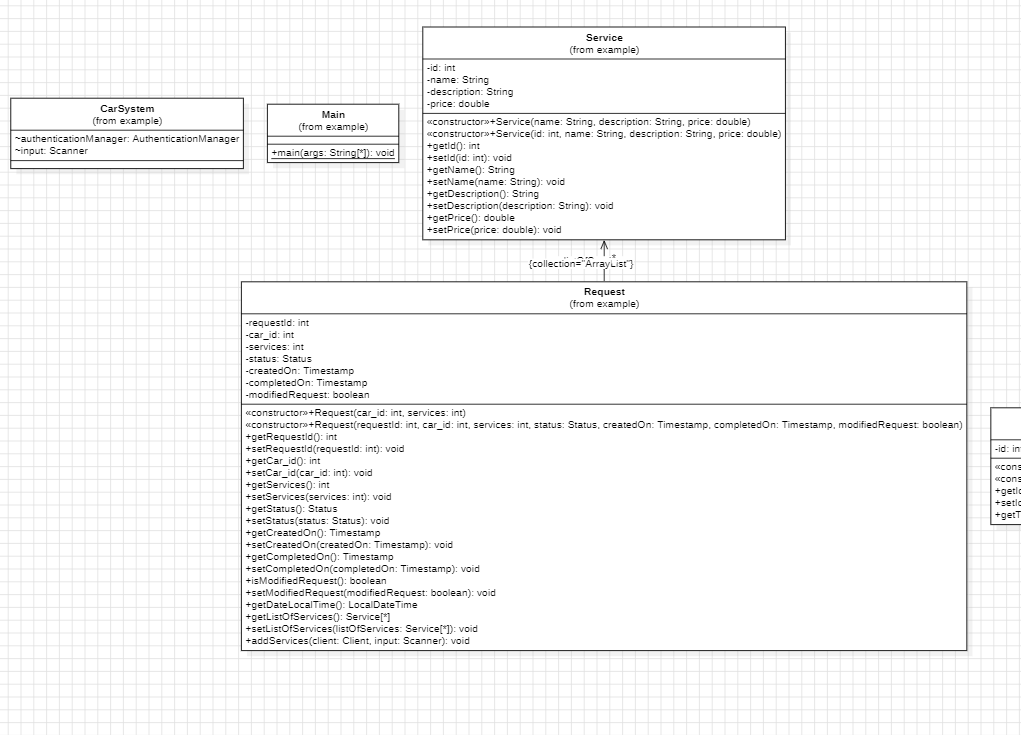 Service
(from example)
-id: int
-name: String
-description: String
-price: double
«constructor»+Service(name: String, description: String, price: double)
«constructor»+Service(id: int, name: String, description: String, price: double)
+getId(): int
+setId(id: int): void
+getName(): String
+setName(name: String): void
+getDescription(): String
+setDescription(description: String): void
+getPrice(): double
+setPrice(price: double): void
CarSystem
(from example)
~authenticationManager: AuthenticationManager
~input: Scanner
Main
(from example)
+main(args: String[*]): void
*
{collection="ArrayList"}
Request
(from example)
-requestId: int
-car_id: int
-services: int
-status: Status
-createdOn: Timestamp
-completedOn: Timestamp
-modifiedRequest: boolean
«constructor»+Request(car_id: int, services: int)
«constructor»+Request(requestId: int, car_id: int, services: int, status: Status, createdOn: Timestamp, completedOn: Timestamp, modifiedRequest: boolean)
+getRequestId(): int
+setRequestId(requestId: int): void
+getCar_id(): int
+setCar_id(car_id: int): void
+getServices(): int
+setServices(services: int): void
+getStatus(): Status
+setStatus(status: Status): void
+getCreatedOn(): Timestamp
+setCreatedOn(createdOn: Timestamp): void
+getCompletedOn(): Timestamp
+setCompletedOn(completedOn: Timestamp): void
+isModifiedRequest(): boolean
+setModifiedRequest(modifiedRequest: boolean): void
+getDateLocalTime(): LocalDateTime
+getListOfServices(): Service[*]
+setListOfServices(listOfServices: Service[*]): void
+addServices(client: Client, input: Scanner): void
-id: in
«cons
«cons
+getId
+setId
+getT